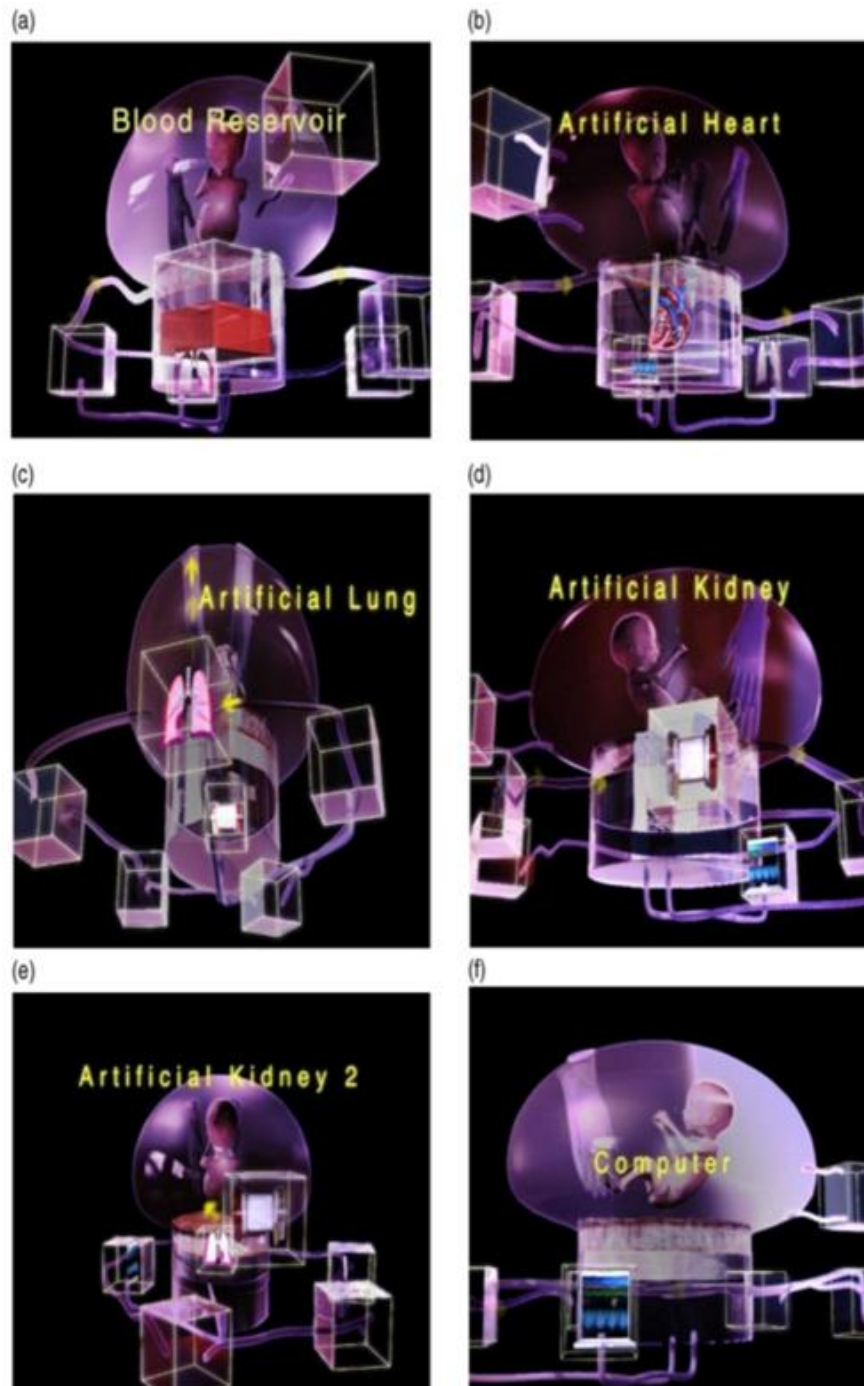 (a)
Blood Reservoir
(b)
Artificial Heart
(c)
Artificial Lung
(d)
Artificial Kidney
(e)
Artificial Kidney 2
(f)
Computer